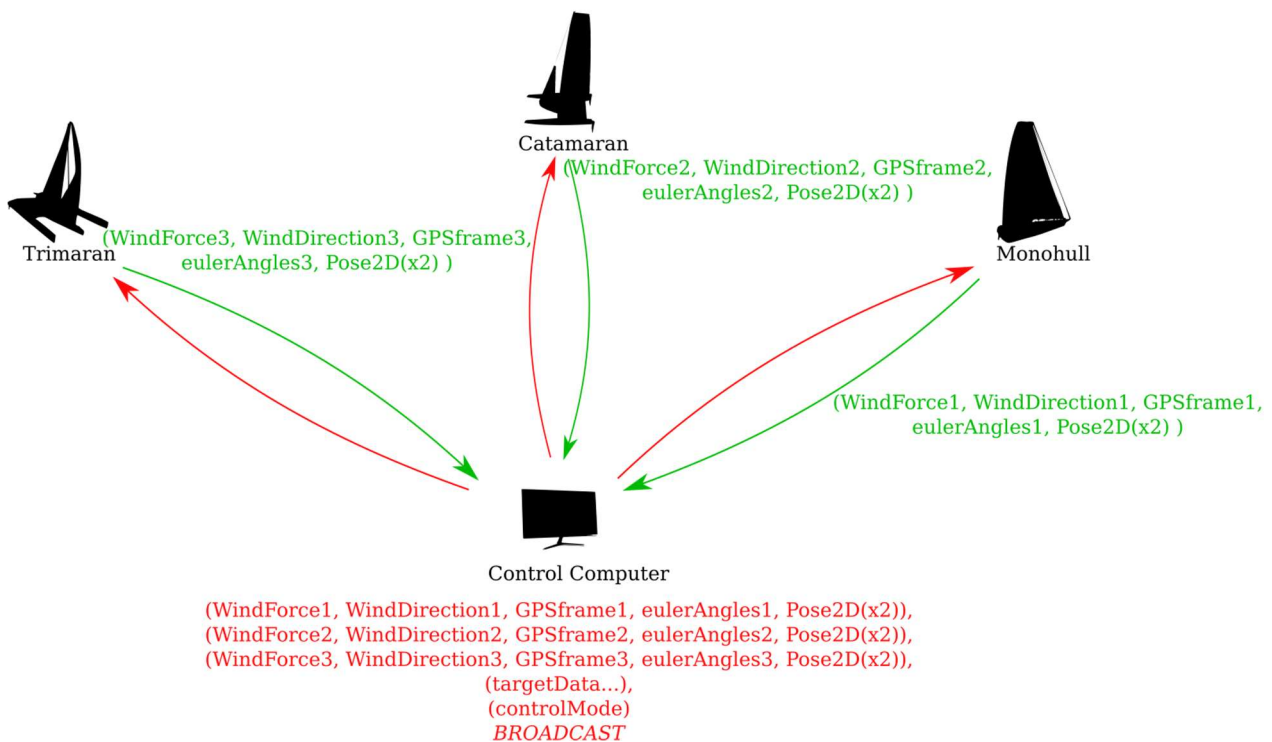 Catamaran
(WindForce2, WindDirection2, GPSframe2,
eulerAngles2, Pose2D(x2) )
Trimaran
(WindForce3, WindDirection3, GPSframe3,
eulerAngles3, Pose2D(x2) )
Monohull
(WindForce1, WindDirection1, GPSframe1,
eulerAngles1, Pose2D(x2) )
Control Computer
(WindForce1, WindDirection1, GPSframe1, eulerAngles1, Pose2D(x2)),
(WindForce2, WindDirection2, GPSframe2, eulerAngles2, Pose2D(x2)),
(WindForce3, WindDirection3, GPSframe3, eulerAngles3, Pose2D(x2)),
(targetData...),
(controlMode)
BROADCAST